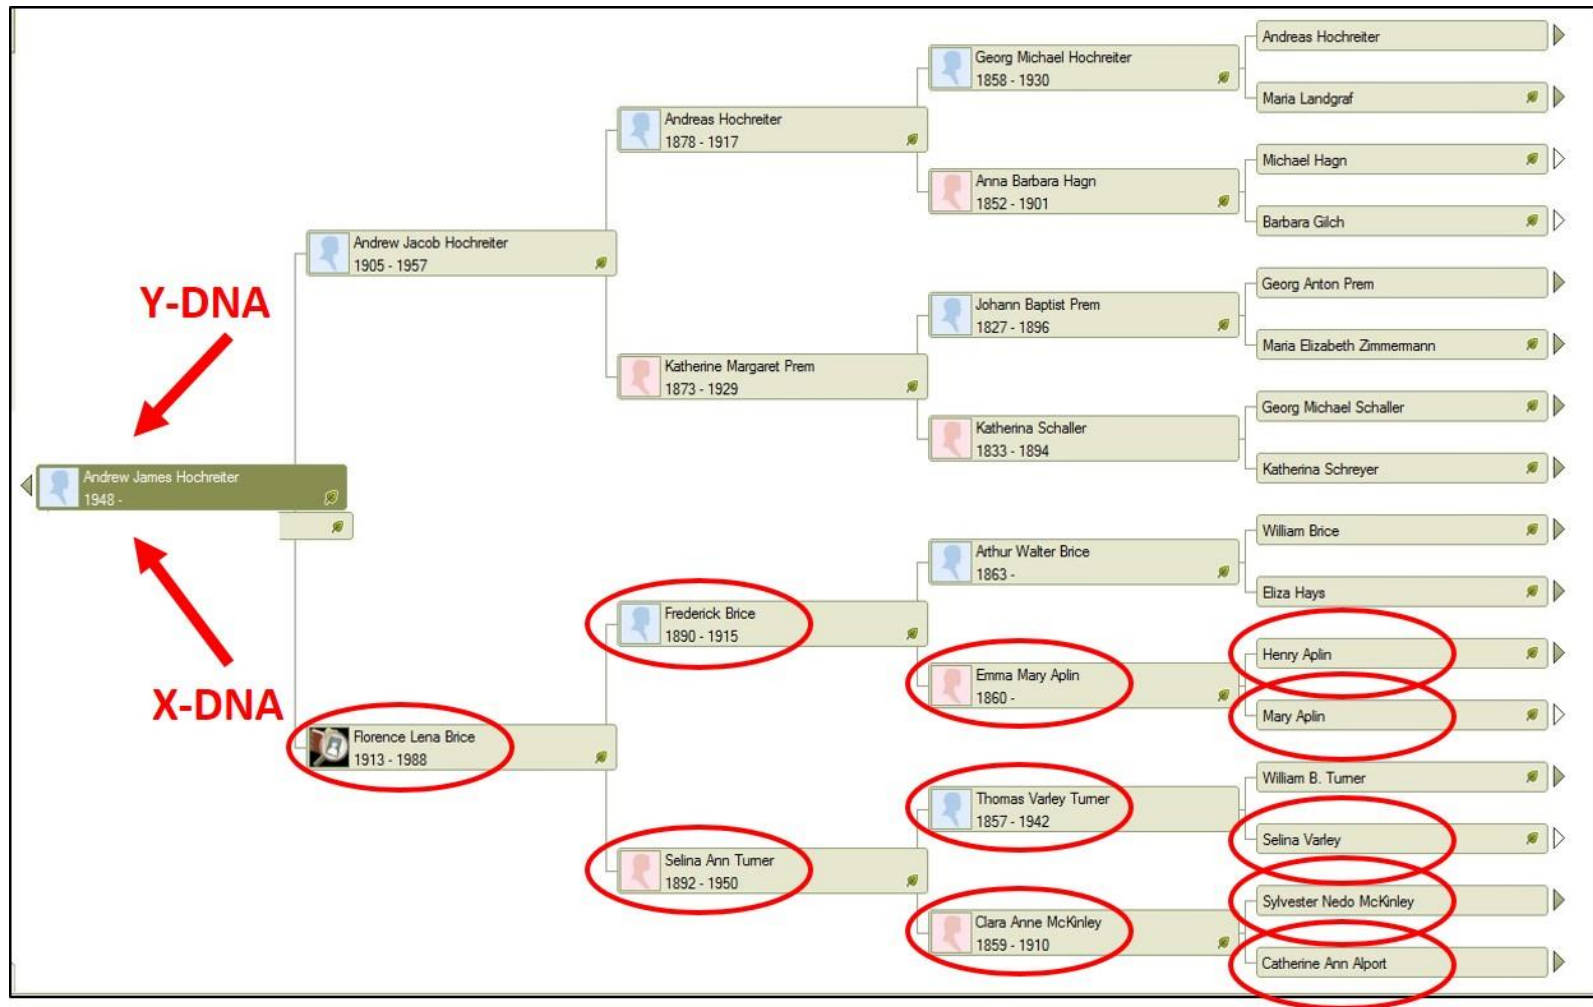 Andreas Hochreiter
Georg Michael Hochreiter
1858 - 1930
Maria Landgraf
Andreas Hochreiter
1878 - 1917
Michael Hagn
Anna Barbara Hagn
1852 - 1901
Barbara Gilch
Andrew Jacob Hochreiter
1905 - 1957
Georg Anton Prem
Y-DNA
Johann Baptist Prem
1827 - 1896
Maria Elizabeth Zimmermann
Katherine Margaret Prem
1873 - 1929
Georg Michael Schaller
Katherina Schaller
1833 - 1894
Katherina Schreyer
Andrew James Hochreiter
1948 -
William Brice
Arthur Walter Brice
1863 -
Eliza Hays
Frederick Brice
1890 - 1915
Henry Aplin
Emma Mary Aplin
1860 -
X-DNA
Mary Aplin
Florence Lena Brice
1913 - 1988
William B. Turner
Thomas Varley Turner
1857 - 1942
Selina Varley
Selina Ann Turner
1892 - 1950
Sylvester Nedo McKinley
Clara Anne McKinley
1859 - 1910
Catherine Ann Alport